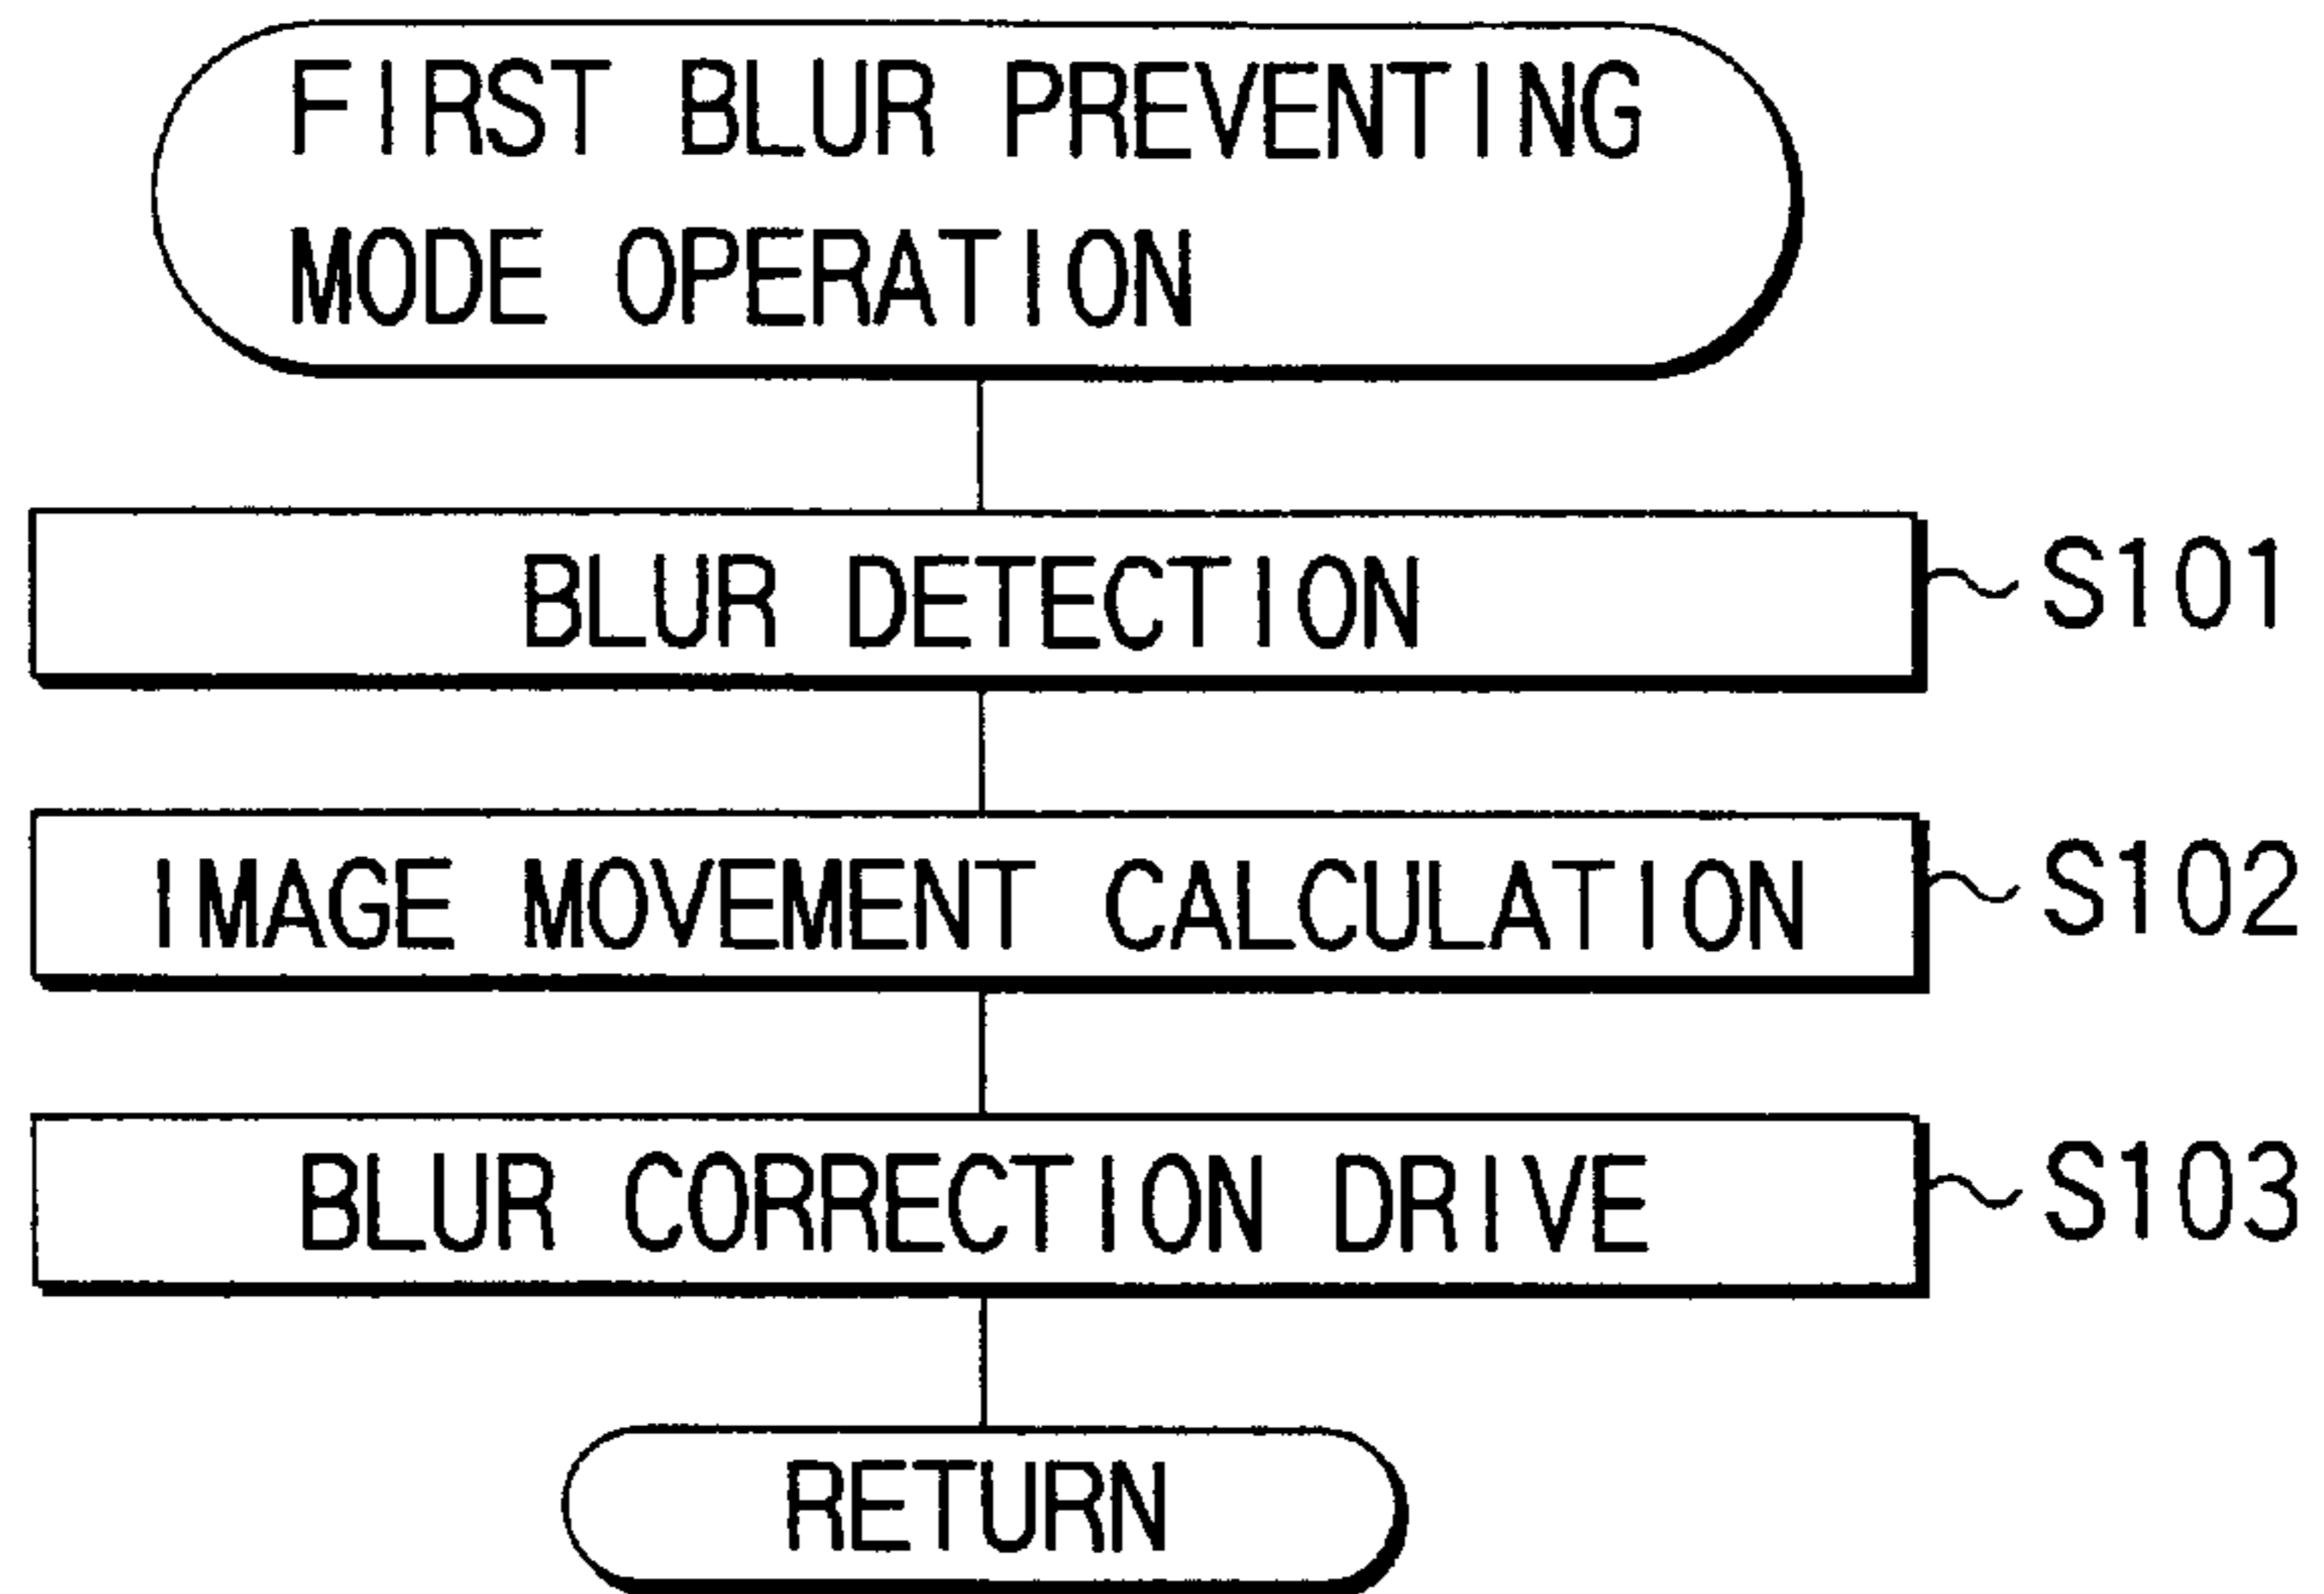 FIRST BLUR PREVENTING
MODE OPERATION
BLUR DETECTION
S101
IMAGE MOVEMENT CALCULATION
S102
BLUR CORRECTION DRIVE
S103
RETURN